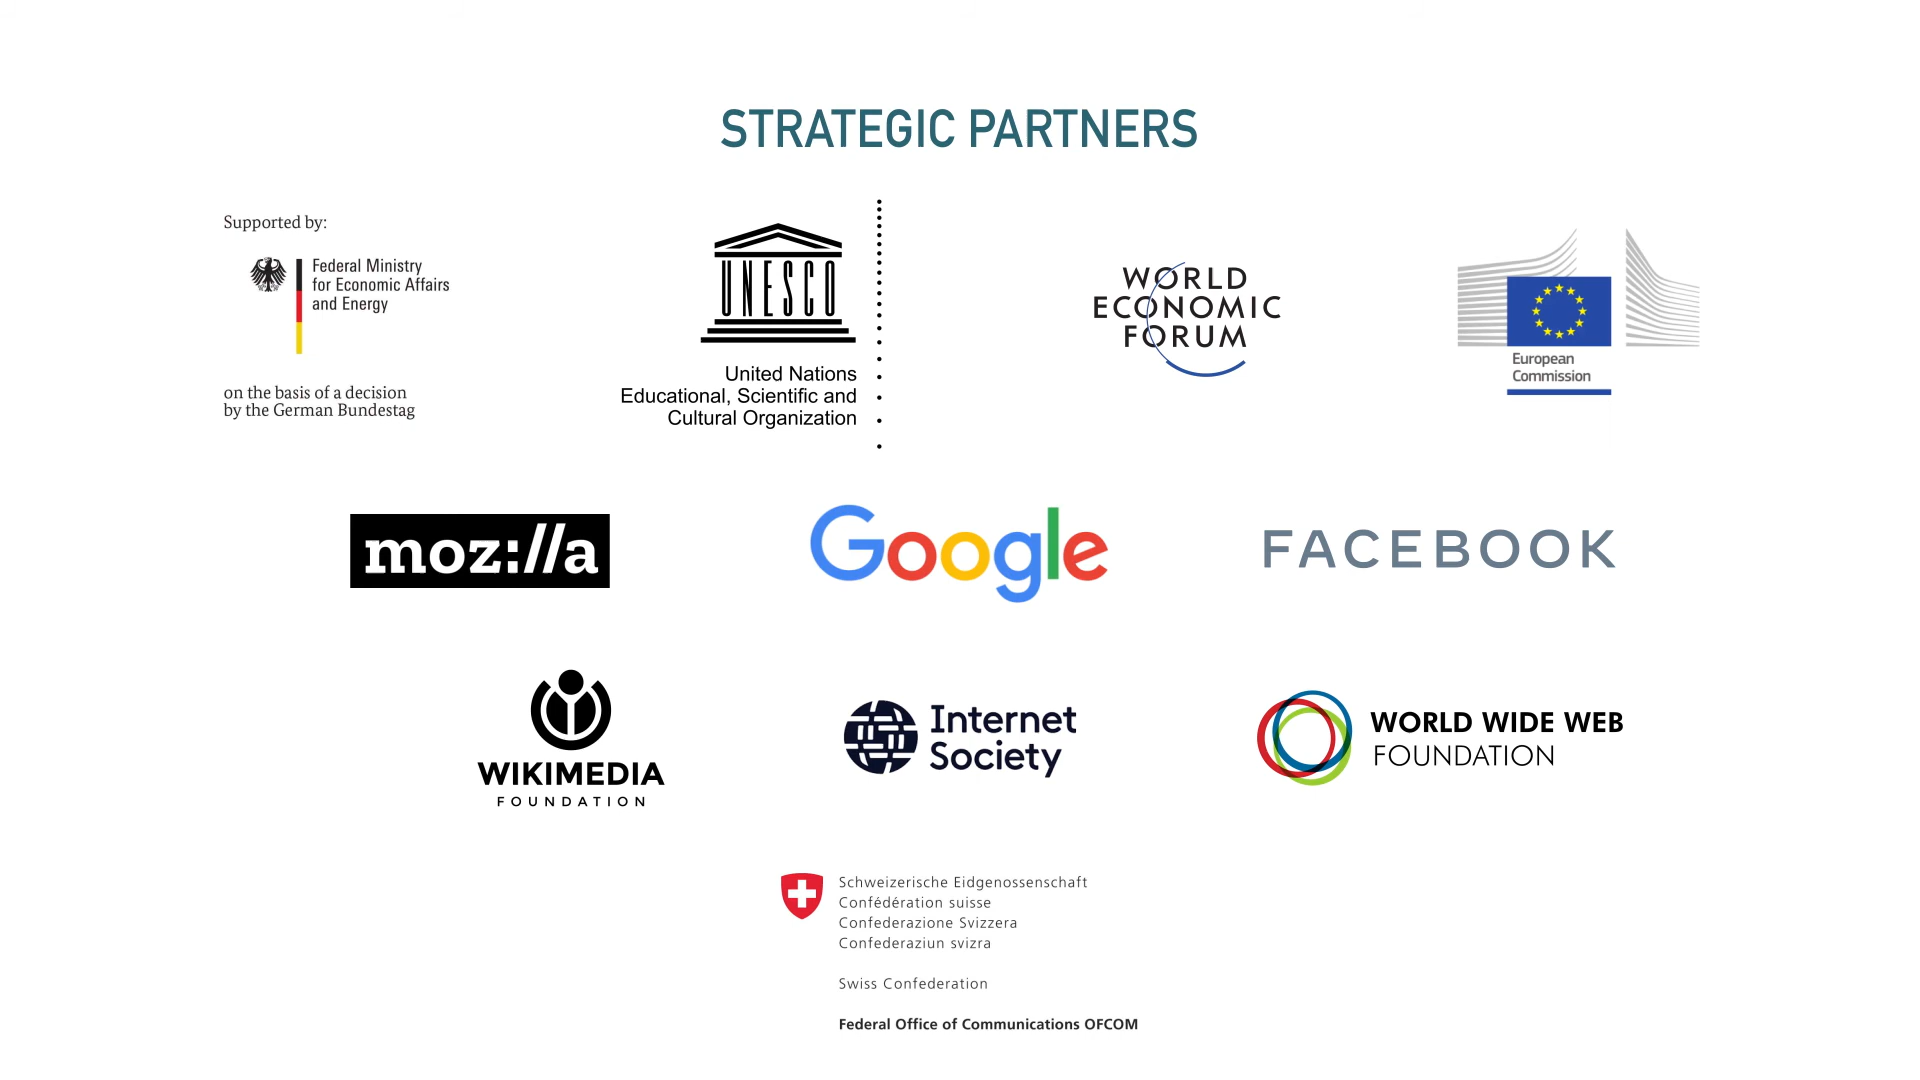 STRATEGIC PARTNERS
Supported by:
Federal Ministry
for Economic Affairs
and Energy
on the basis of a decision
by the German Bundestag
UNESCO
United Nations
Educational, Scientific and
Cultural Organization
WORLD
ECONOMIC
FORUM
European
Commission
moz://a
Google
FACEBOOK
WIKIMEDIA
FOUNDATION
Internet
Society
WORLD WIDE WEB
FOUNDATION
Schweizerische Eidgenossenschaft
Confédération suisse
Confederazione Svizzera
Confederaziun svizra
Swiss Confederation
Federal Office of Communications OFCOM